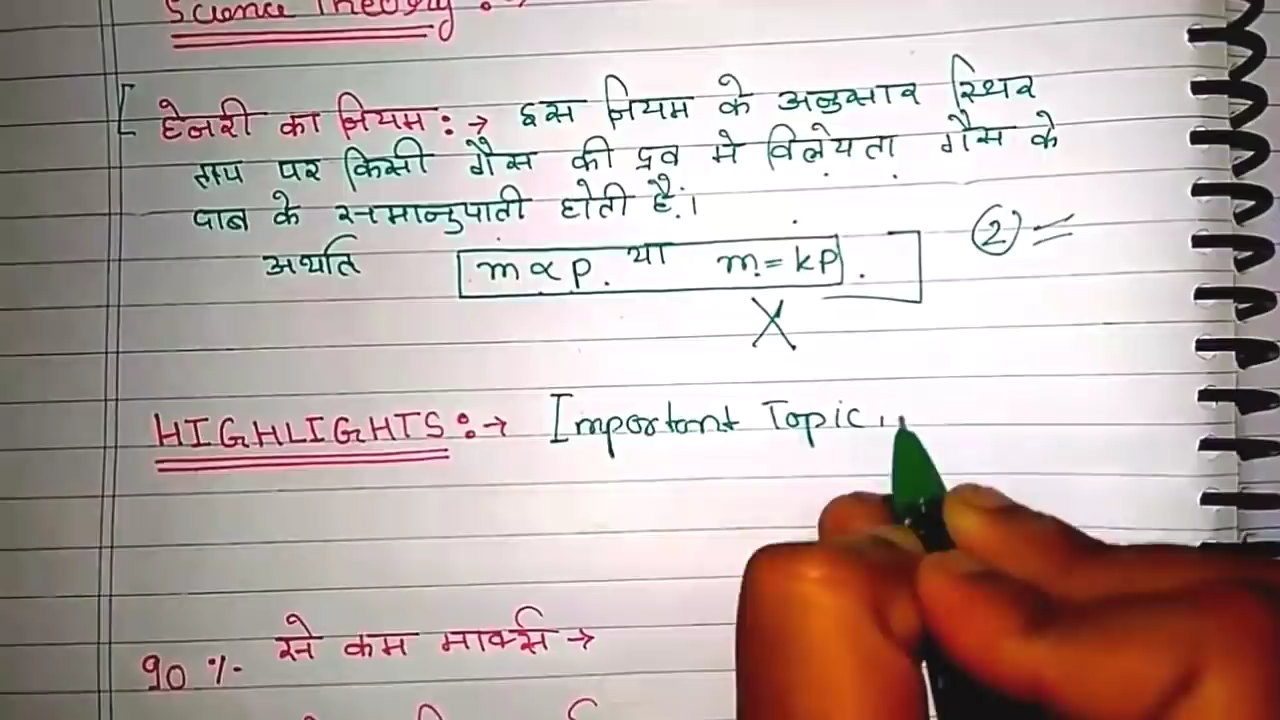 Science Theory :→
[ हेनरी का नियम :→ इस नियम के अनुसार स्थिर
ताप पर किसी गैस की द्रव मे विलेयता गैस के
दाब के समानुपाती होती है।
अर्थात m ∝ p. या m = kp .
②=
X
HIGHLIGHTS :→ Important Topic
90 % से कम मार्क्स →